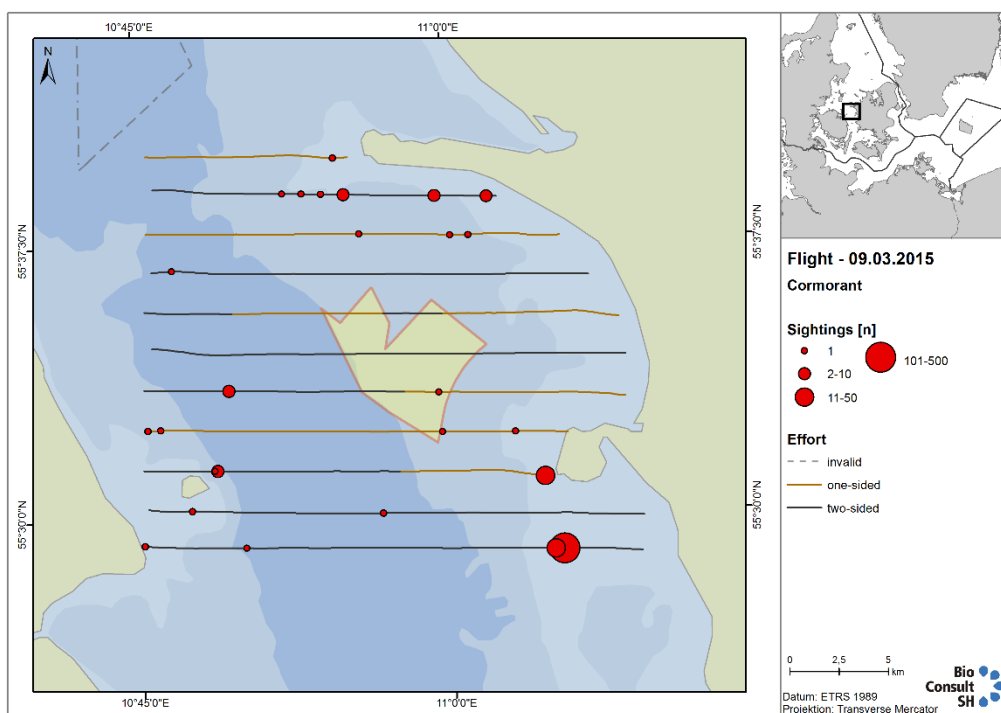 10°45'0"E
11°0'0"E
N
55°37'30"N
55°37'30"N
55°30'0"N
55°30'0"N
10°45'0"E
11°0'0"E
Flight - 09.03.2015
Cormorant
Sightings [n]
1
101-500
2-10
11-50
Effort
invalid
one-sided
two-sided
0 2,5 5
km
Bio
Consult
SH
Datum: ETRS 1989
Projektion: Transverse Mercator